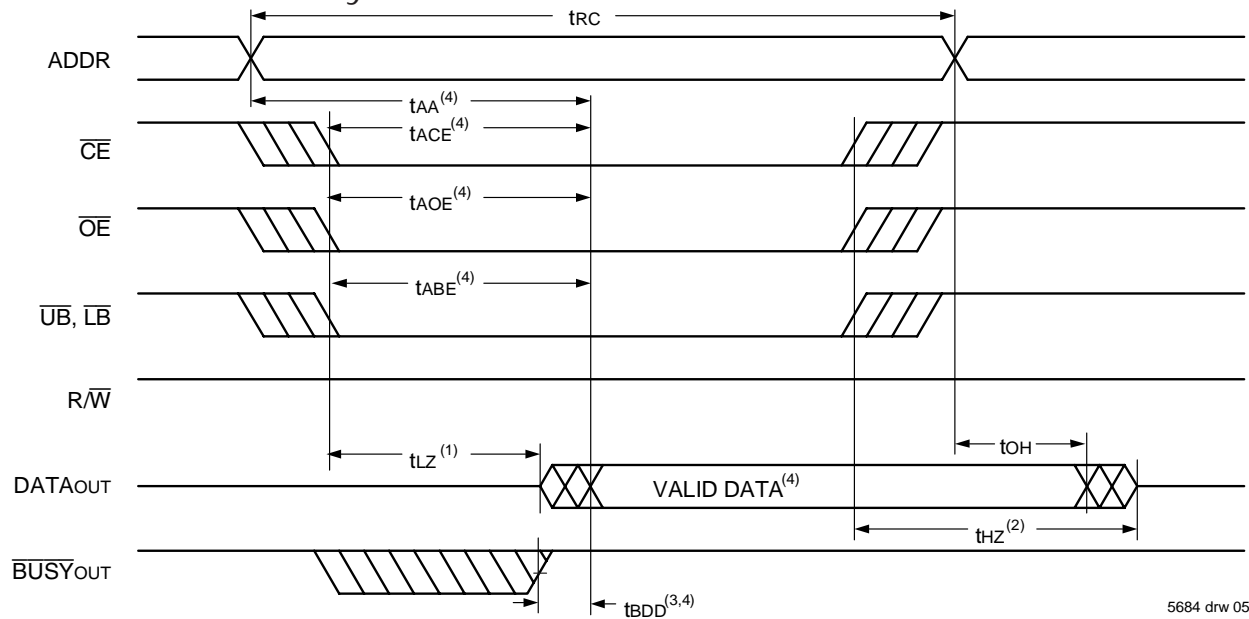 tRC
ADDR
tAA(4)
tACE(4)
CE
tAOE(4)
OE
tABE(4)
UB, LB
R/W
tLZ(1)
tOH
DATAOUT
VALID DATA(4)
tHZ(2)
BUSYOUT
tBDD(3,4)
5684 drw 05